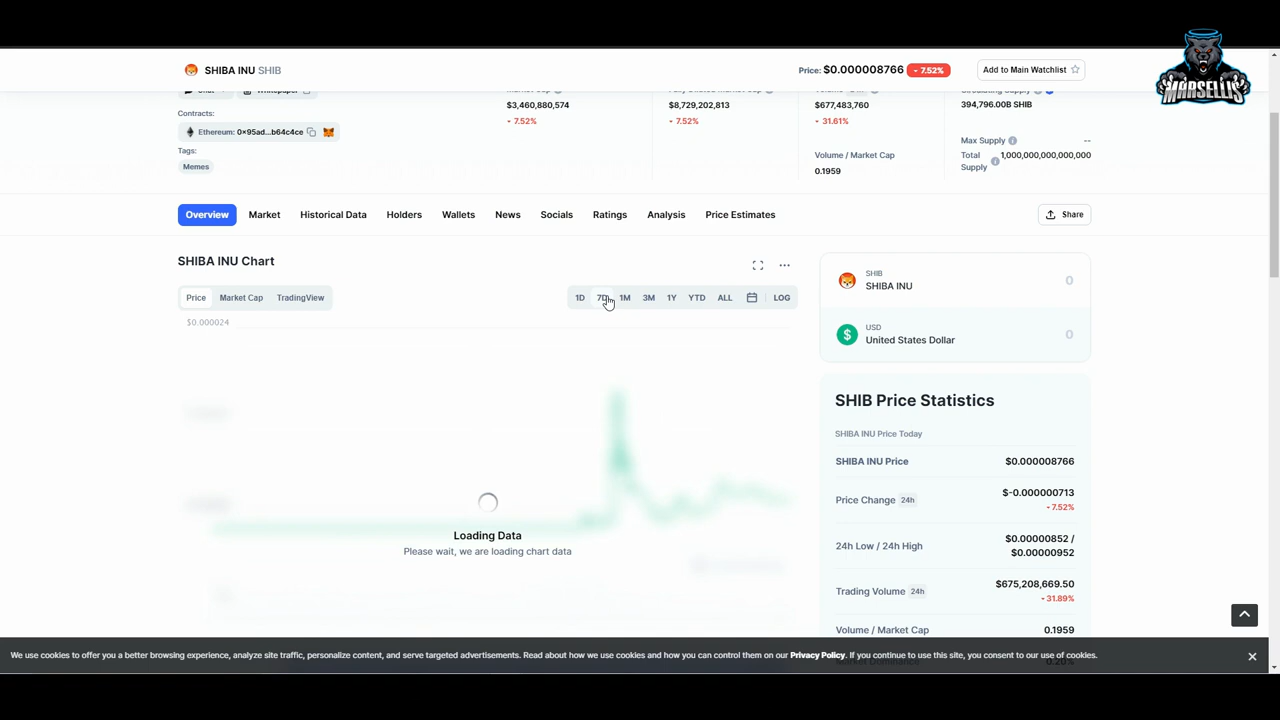 SHIBA INU SHIB
Price: $0.000008766 7.52%
Add to Main Watchlist
MARSELLIS
Contracts:
Ethereum: 0×95ad...b64c4ce
Tags:
Memes
$3,460,880,574
7.52%
$8,729,202,813
7.52%
$677,483,760
31.61%
Volume / Market Cap
0.1959
394,796.00B SHIB
Max Supply --
Total Supply 1,000,000,000,000,000
Overview Market Historical Data Holders Wallets News Socials Ratings Analysis Price Estimates
Share
SHIBA INU Chart
Price Market Cap TradingView
1D 7D 1M 3M 1Y YTD ALL LOG
$0.000024
Loading Data
Please wait, we are loading chart data
SHIB
SHIBA INU
0
USD
United States Dollar
0
SHIB Price Statistics
SHIBA INU Price Today
SHIBA INU Price $0.000008766
Price Change 24h $-0.000000713
7.52%
24h Low / 24h High $0.00000852 /
$0.00000952
Trading Volume 24h $675,208,669.50
31.89%
Volume / Market Cap 0.1959
We use cookies to offer you a better browsing experience, analyze site traffic, personalize content, and serve targeted advertisements. Read about how we use cookies and how you can control them on our Privacy Policy. If you continue to use this site, you consent to our use of cookies.